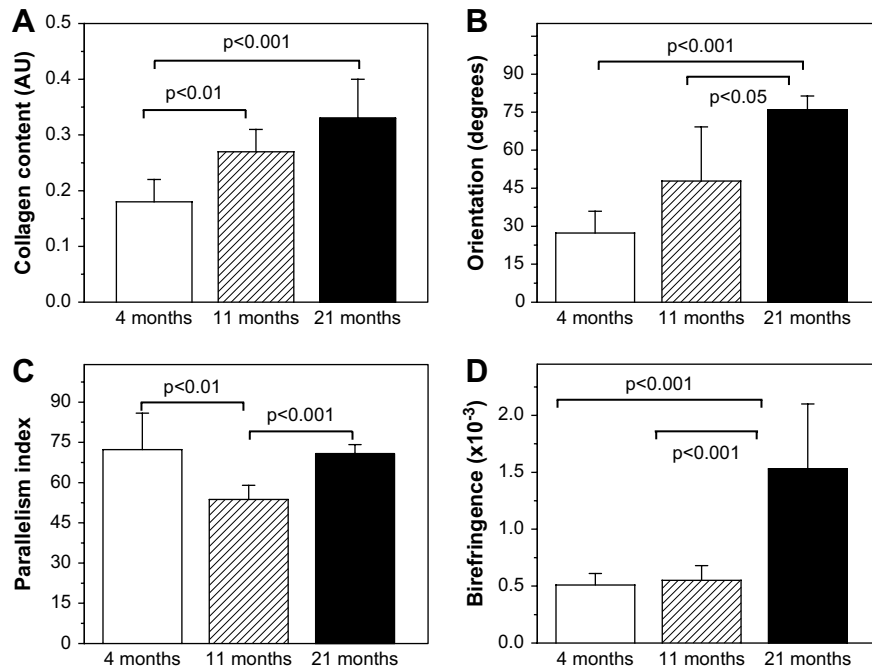 A
Collagen content (AU)
0.5
0.4
0.3
0.2
0.1
0.0
p<0.001
p<0.01
4 months 11 months 21 months
B
Orientation (degrees)
90
75
60
45
30
15
0
p<0.001
p<0.05
4 months 11 months 21 months
C
Parallelism index
90
75
60
45
30
15
0
p<0.01
p<0.001
4 months 11 months 21 months
D
Birefringence (x10⁻³)
2.0
1.5
1.0
0.5
0.0
p<0.001
p<0.001
4 months 11 months 21 months